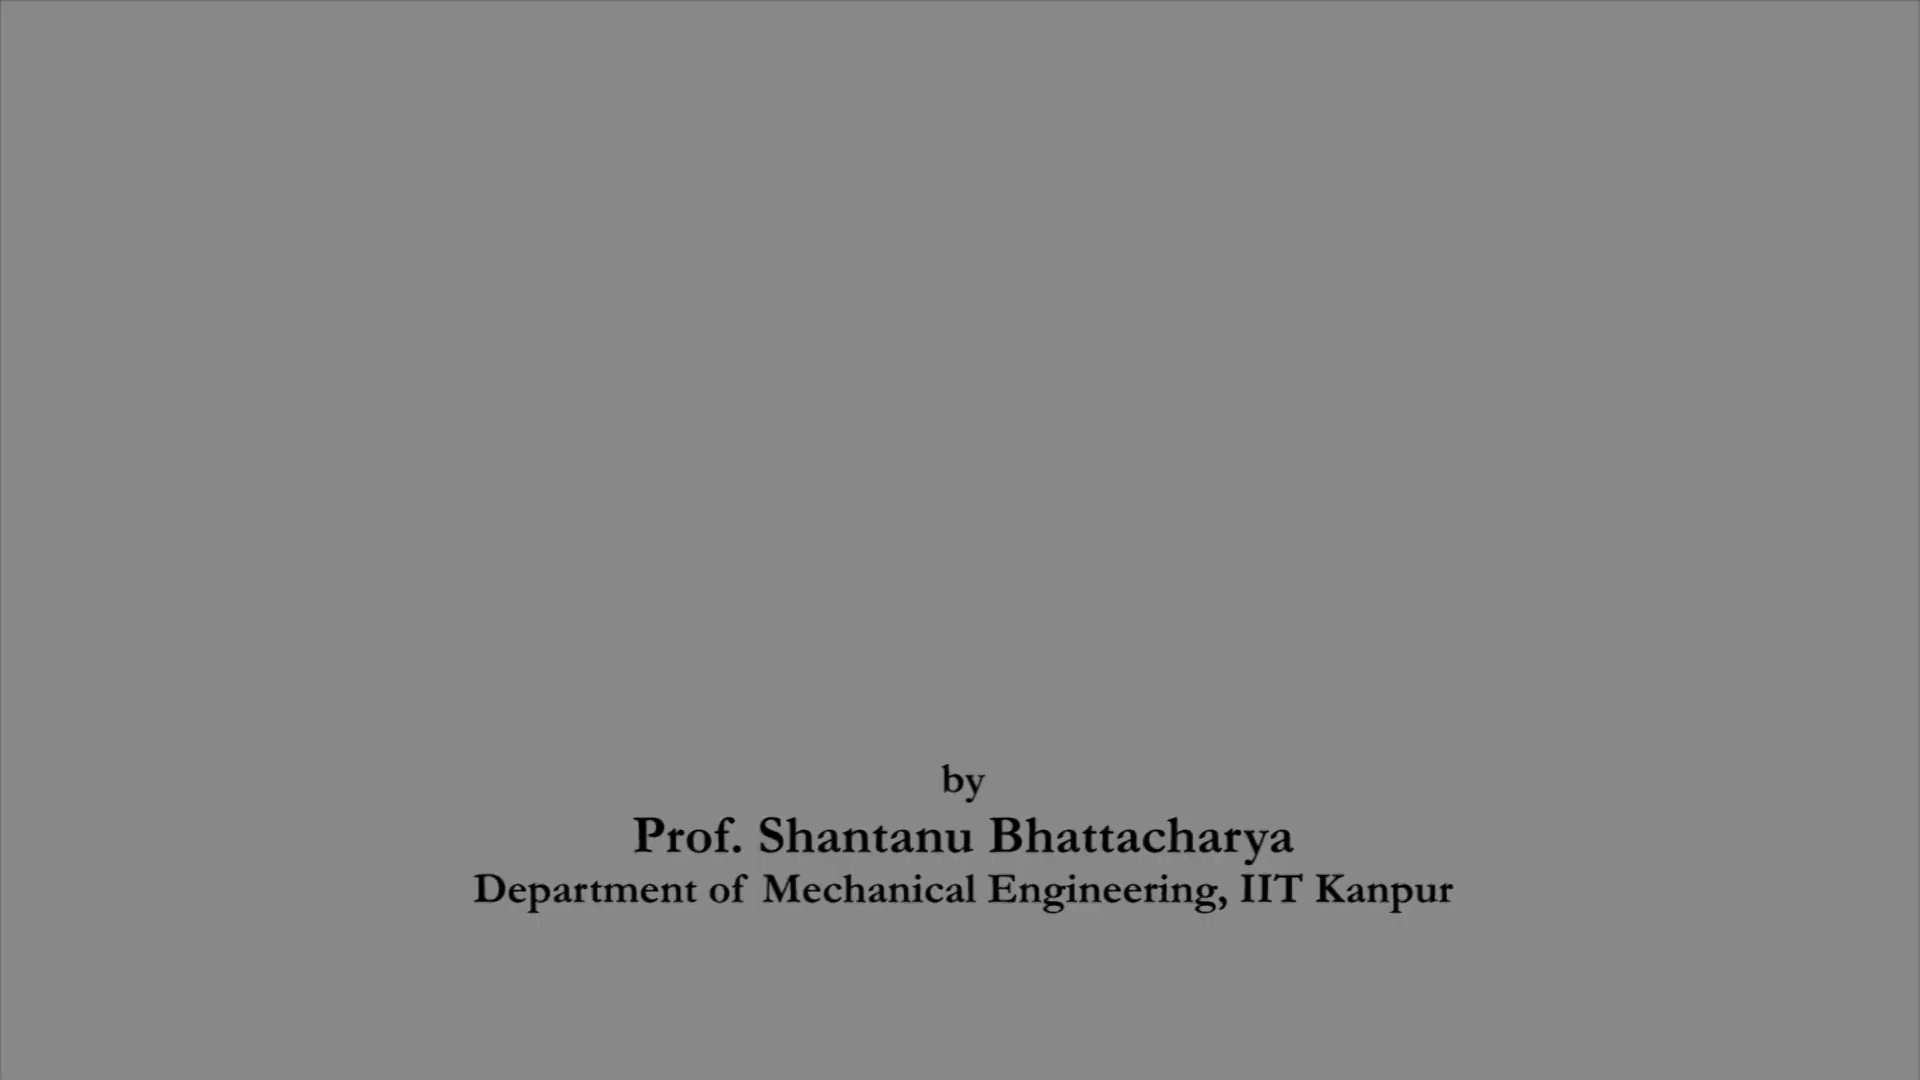 by
Prof. Shantanu Bhattacharya
Department of Mechanical Engineering, IIT Kanpur